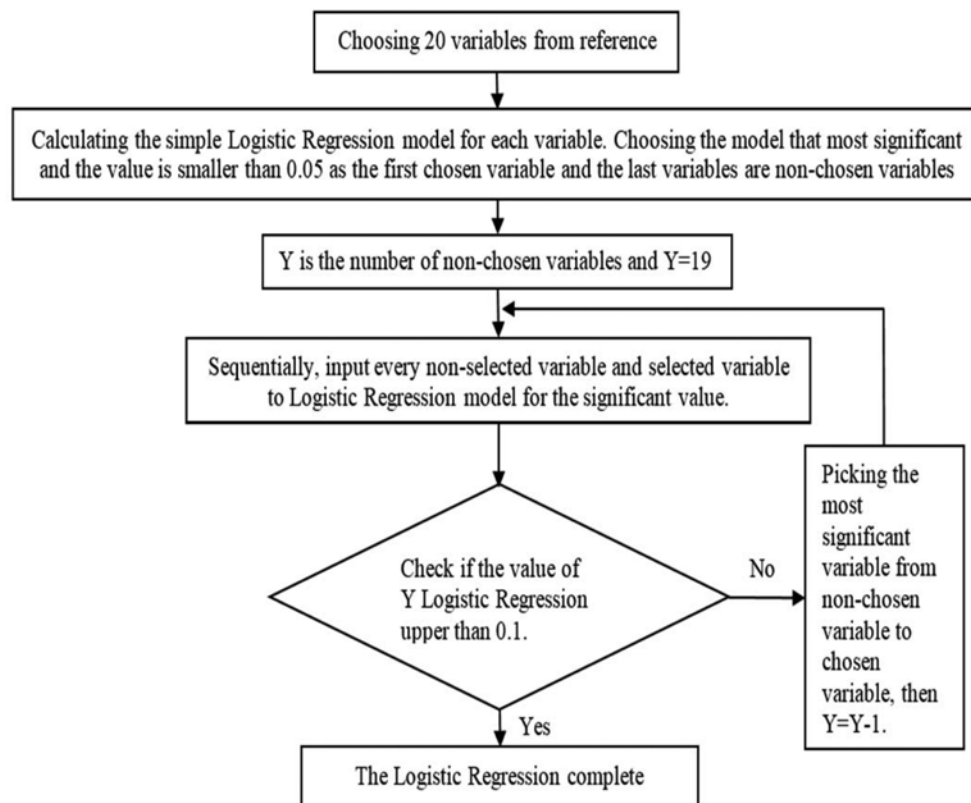 Choosing 20 variables from reference
Calculating the simple Logistic Regression model for each variable. Choosing the model that most significant
and the value is smaller than 0.05 as the first chosen variable and the last variables are non-chosen variables
Y is the number of non-chosen variables and Y=19
Sequentially, input every non-selected variable and selected variable
to Logistic Regression model for the significant value.
Check if the value of
Y Logistic Regression
upper than 0.1.
No
Picking the
most
significant
variable from
non-chosen
variable to
chosen
variable, then
Y=Y-1.
Yes
The Logistic Regression complete